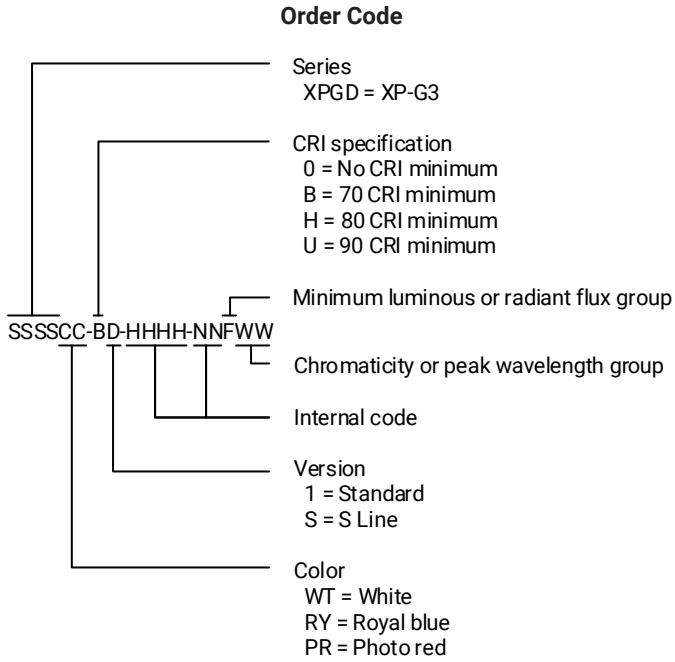 Order Code
Series
XPGD = XP-G3
CRI specification
0 = No CRI minimum
B = 70 CRI minimum
H = 80 CRI minimum
U = 90 CRI minimum
Minimum luminous or radiant flux group
SSSSCC-BD-HHHH-NNFWW
Chromaticity or peak wavelength group
Internal code
Version
1 = Standard
S = S Line
Color
WT = White
RY = Royal blue
PR = Photo red